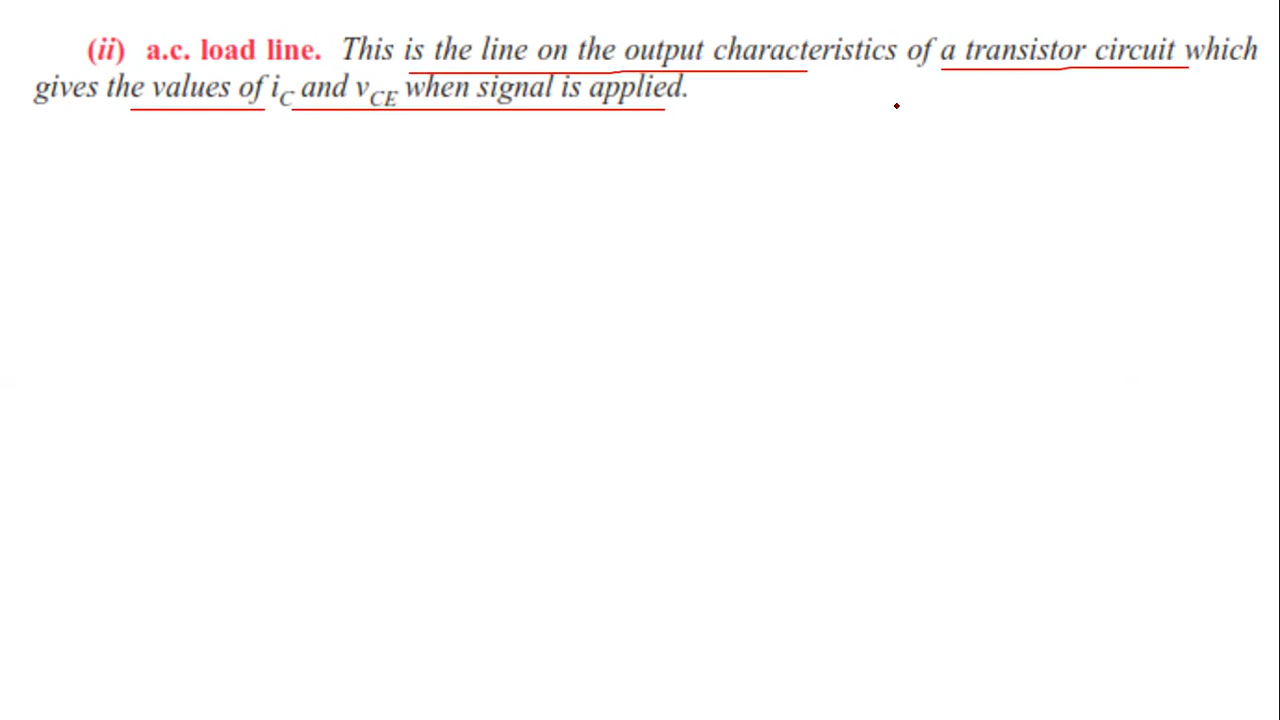 (ii) a.c. load line. This is the line on the output characteristics of a transistor circuit which
gives the values of iC and vCE when signal is applied.